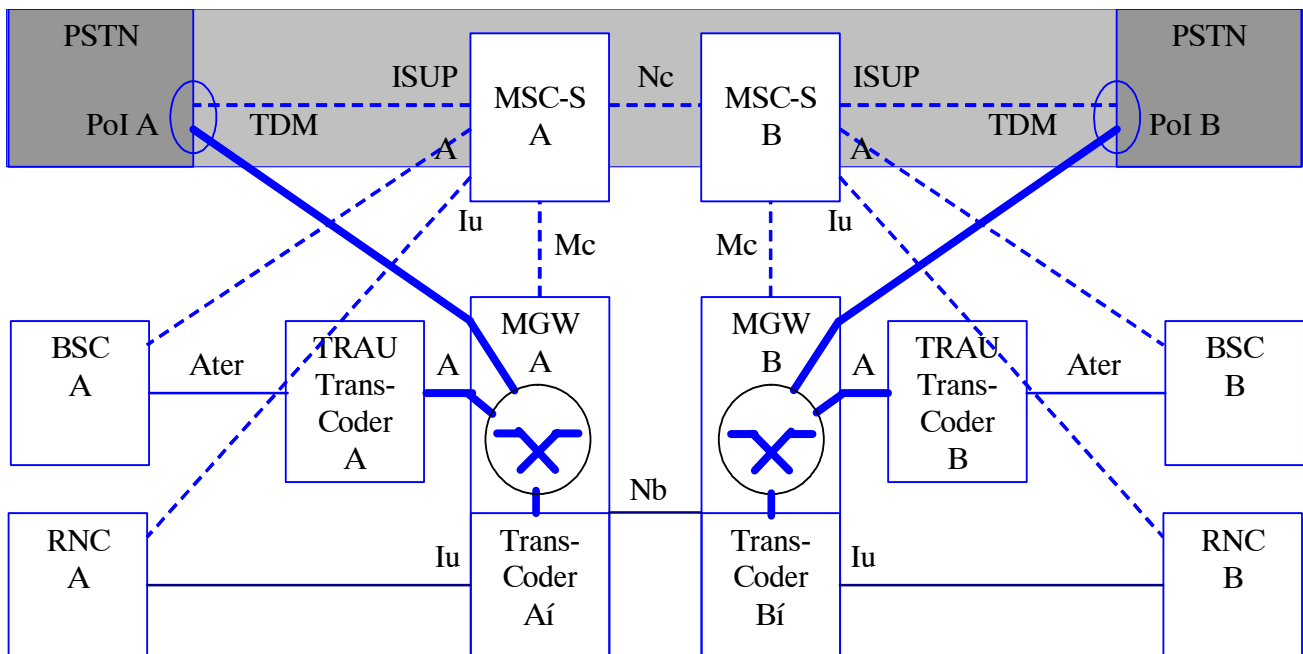 PSTN
PSTN
ISUP
Nc
ISUP
MSC-S
A
MSC-S
B
PoI A
TDM
TDM
PoI B
A
A
Iu
Iu
Mc
Mc
MGW
A
MGW
B
BSC
A
Ater
TRAU
Trans-
Coder
A
A
A
TRAU
Trans-
Coder
B
Ater
BSC
B
Nb
RNC
A
Iu
Trans-
Coder
Aí
Trans-
Coder
Bí
Iu
RNC
B